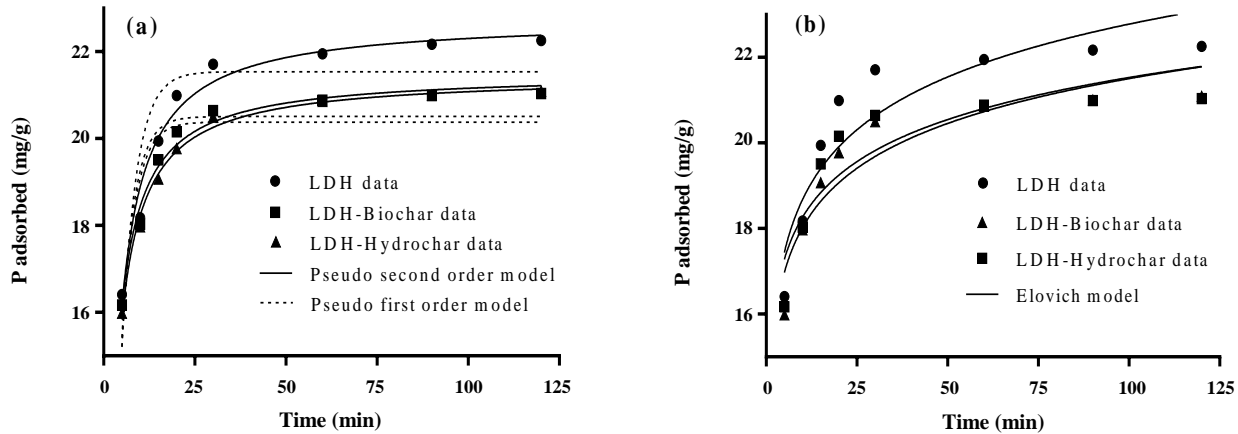 (a)
P adsorbed (mg/g)
22
20
18
16
LDH data
LDH-Biochar data
LDH-Hydrochar data
Pseudo second order model
Pseudo first order model
0 25 50 75 100 125
Time (min)
(b)
P adsorbed (mg/g)
22
20
18
16
LDH data
LDH-Biochar data
LDH-Hydrochar data
Elovich model
0 25 50 75 100 125
Time (min)